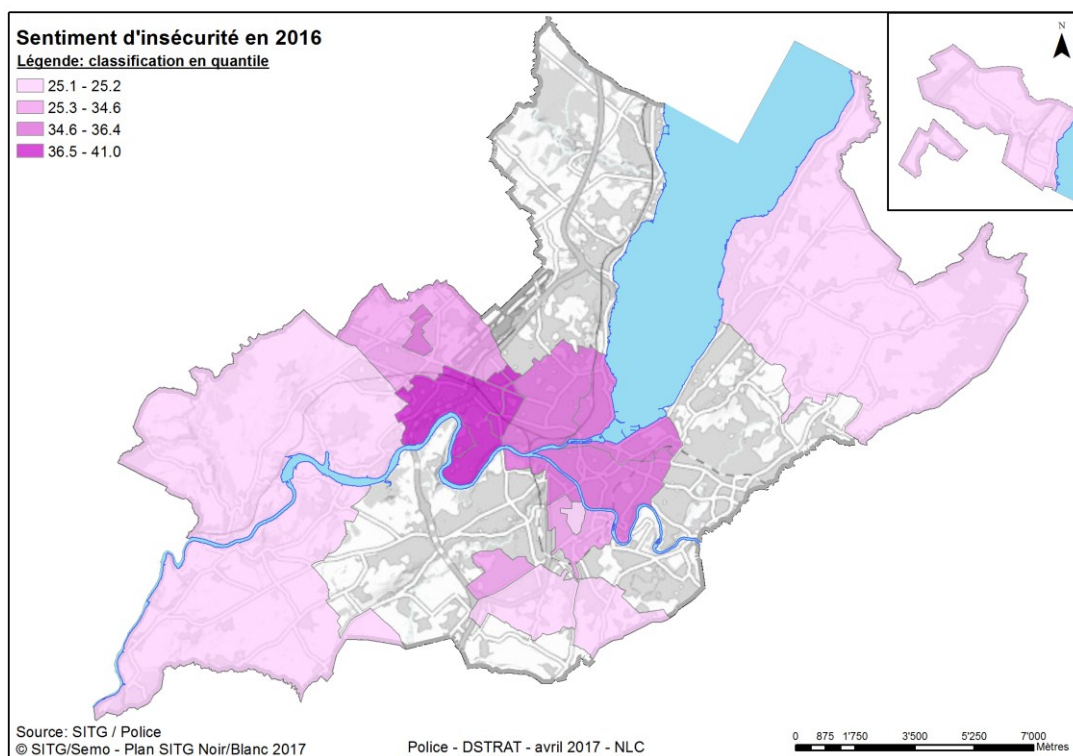 Sentiment d'insécurité en 2016
Légende: classification en quantile
25.1 - 25.2
25.3 - 34.6
34.6 - 36.4
36.5 - 41.0
N
Source: SITG / Police
© SITG/Semo - Plan SITG Noir/Blanc 2017
Police - DSTRAT - avril 2017 - NLC
0 875 1'750 3'500 5'250 7'000
Mètres